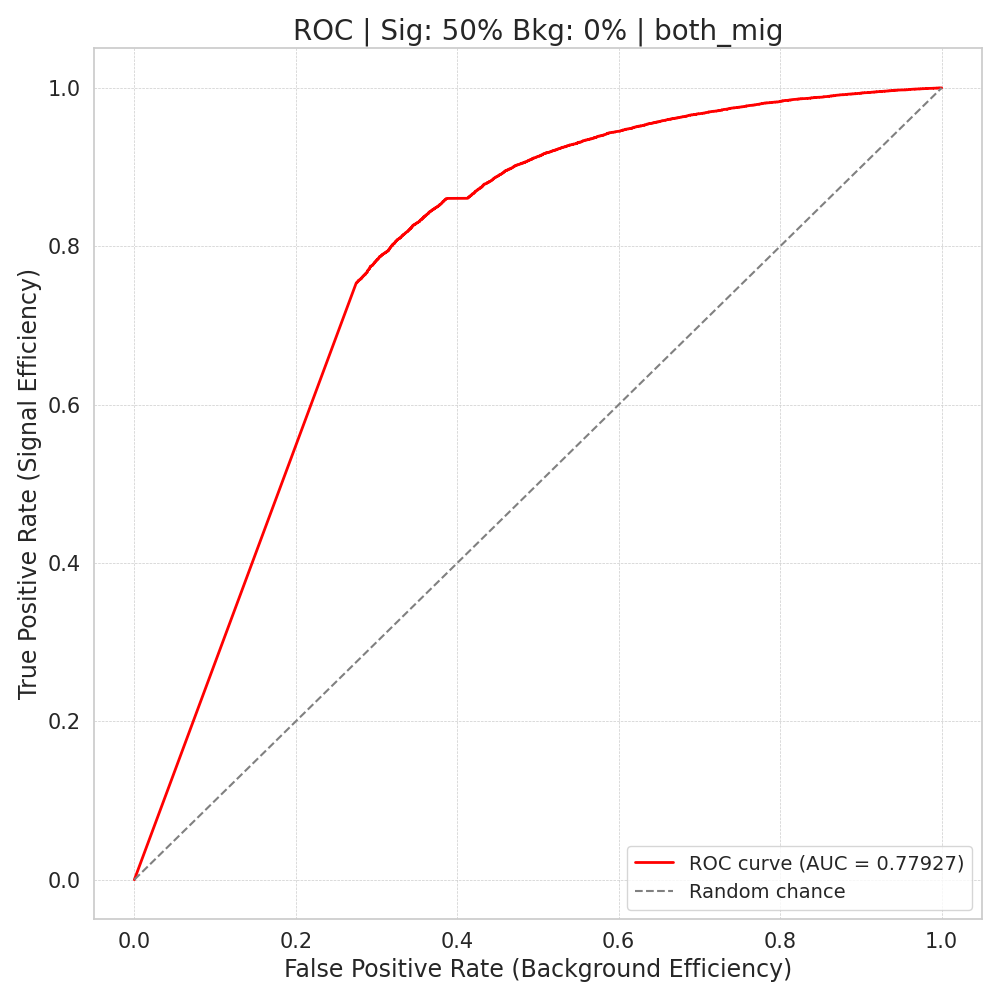 ROC | Sig: 50% Bkg: 0% | both_mig
True Positive Rate (Signal Efficiency)
1.0
0.8
0.6
0.4
0.2
0.0
0.0 0.2 0.4 0.6 0.8 1.0
False Positive Rate (Background Efficiency)
ROC curve (AUC = 0.77927)
Random chance